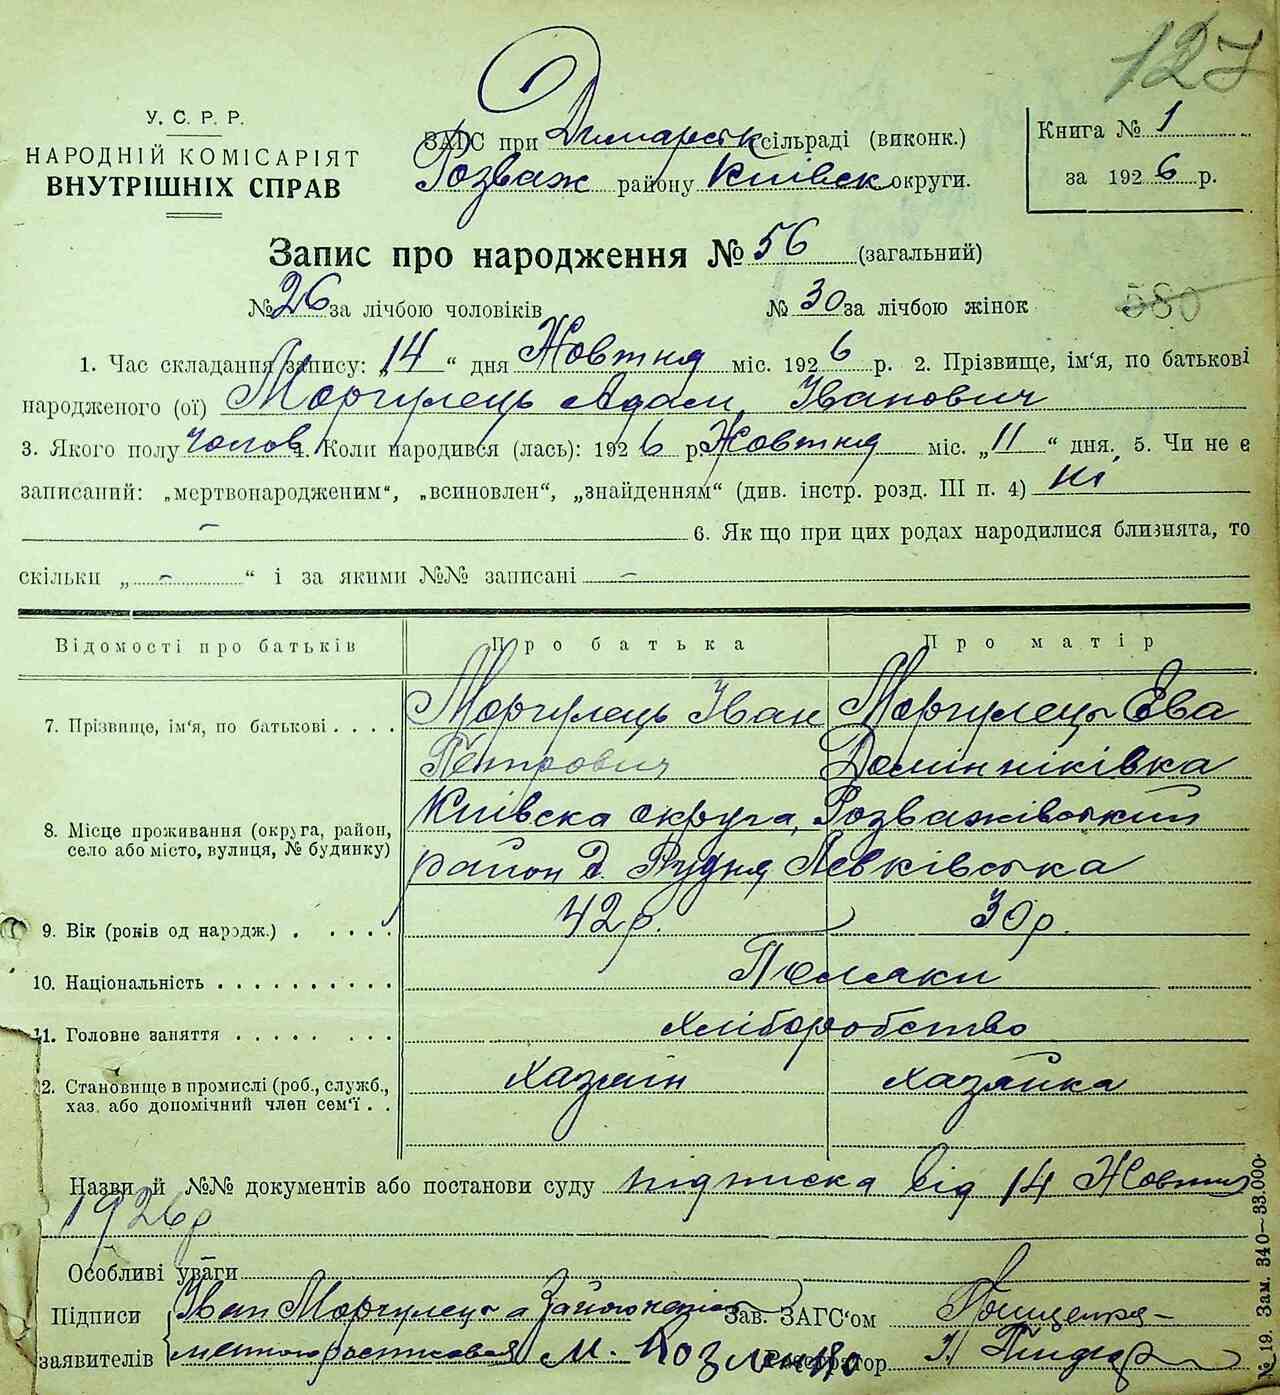 127
У. С. Р. Р.
НАРОДНІЙ КОМІСАРІЯТ
ВНУТРІШНІХ СПРАВ
ЗАГС при Димарськ сільраді (виконк.)
Розваж району Київск округи.
Книга № 1
за 1926 р.
Запис про народження № 56 (загальний)
№ 26 за лічбою чоловіків № 30 за лічбою жінок 580
1. Час складання запису: „14“ дня Жовтня міс. 1926 р. 2. Прізвище, ім'я, по батькові
народженого (ої) Моргулець Адам Іванович
3. Якого полу чолов 4. Коли народився (лась): 1926 р. Жовтня міс. „11“ дня. 5. Чи не є
записаний: „мертвонародженим“, „всиновлен“, „знайденням“ (див. інстр. розд. III п. 4) ні
– 6. Як що при цих родах народилися близнята, то
скільки „ – “ і за якими №№ записані –
Відомості про батьків Про батька Про матір
7. Прізвище, ім'я, по батькові . . . . Моргулець Іван Моргулець Ева
Петрович Домінніківка
8. Місце проживання (округа, район, село або місто, вулиця, № будинку) Київска округа, Розважівський
район д. Рудня Левківська
9. Вік (років од народж.) . . . . . 42 р. 30 р.
10. Національність . . . . . . . . . . Поляки
11. Головне заняття . . . . . . . . . Хліборобство
12. Становище в промислі (роб., служб., хаз. або допомічний член сем'ї . . хазяін хазяйка
Назви й №№ документів або постанови суду підписка від 14 Жовтня
1926 р
Особливі уваги
Підписи Іван Моргулець а За його Зав. ЗАГС'ом
заявителів М. Козленко Реєстратор І.
№ 19. Зам. 340—33.000